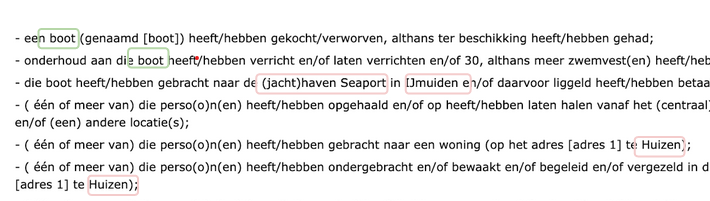 - een boot (genaamd [boot]) heeft/hebben gekocht/verworven, althans ter beschikking heeft/hebben gehad;
- onderhoud aan die boot heeft/hebben verricht en/of laten verrichten en/of 30, althans meer zwemvest(en) heeft/heb
- die boot heeft/hebben gebracht naar de (jacht)haven Seaport in IJmuiden en/of daarvoor liggeld heeft/hebben betaa
- ( één of meer van) die perso(o)n(en) heeft/hebben opgehaald en/of op heeft/hebben laten halen vanaf het (centraal)
en/of (een) andere locatie(s);
- ( één of meer van) die perso(o)n(en) heeft/hebben gebracht naar een woning (op het adres [adres 1] te Huizen);
- ( één of meer van) die perso(o)n(en) heeft/hebben ondergebracht en/of bewaakt en/of begeleid en/of vergezeld in d
[adres 1] te Huizen);